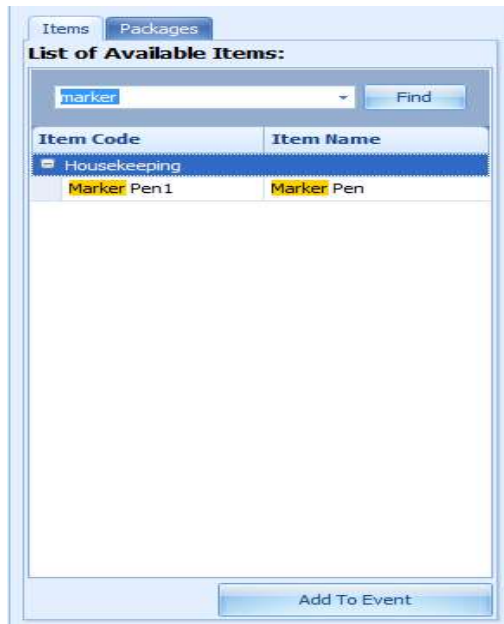 Items Packages
List of Available Items:
marker Find
Item Code Item Name
Housekeeping
Marker Pen1 Marker Pen
Add To Event